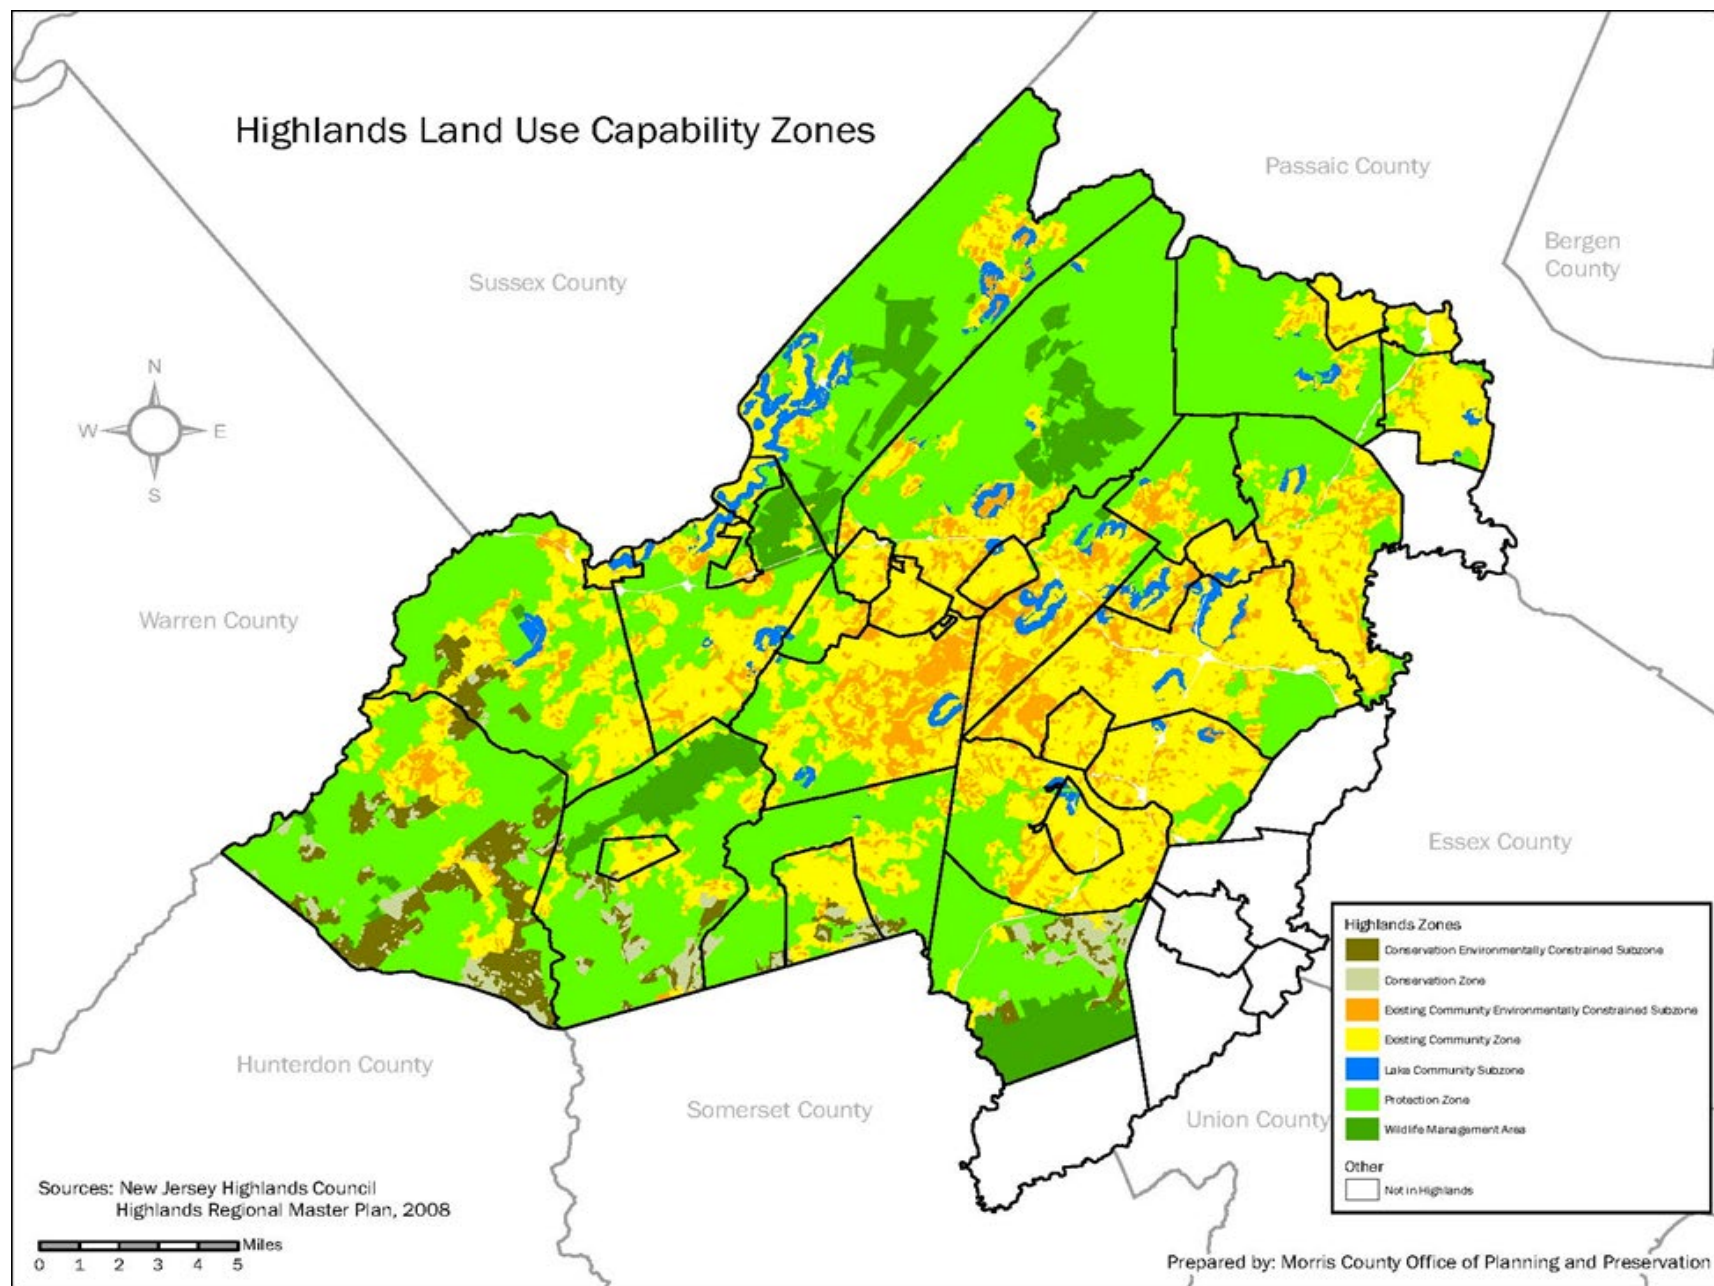 Highlands Land Use Capability Zones
Passaic County
Bergen
County
Sussex County
N
W
E
S
Warren County
Essex County
Hunterdon County
Somerset County
Union County
Highlands Zones
Conservation Environmentally Constrained Subzone
Conservation Zone
Existing Community Environmentally Constrained Subzone
Existing Community Zone
Lake Community Subzone
Protection Zone
Wildlife Management Area
Other
Not in Highlands
Sources: New Jersey Highlands Council
Highlands Regional Master Plan, 2008
Miles
0 1 2 3 4 5
Prepared by: Morris County Office of Planning and Preservation